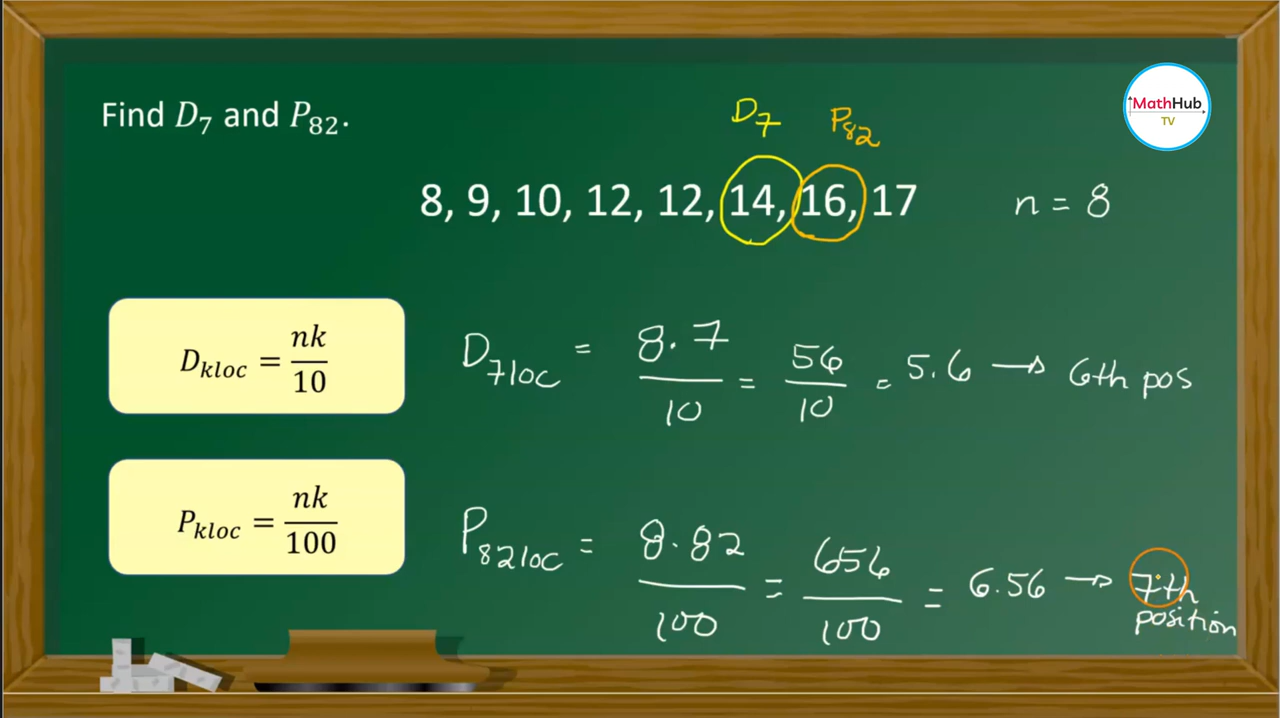 MathHub
TV
Find D₇ and P₈₂.
D₇ P₈₂
8, 9, 10, 12, 12, 14, 16, 17 n = 8
D_kloc = nk/10
D₇loc = 8·7/10 = 56/10 = 5.6 → 6th pos
P_kloc = nk/100
P₈₂loc = 8·82/100 = 656/100 = 6.56 → 7th
position